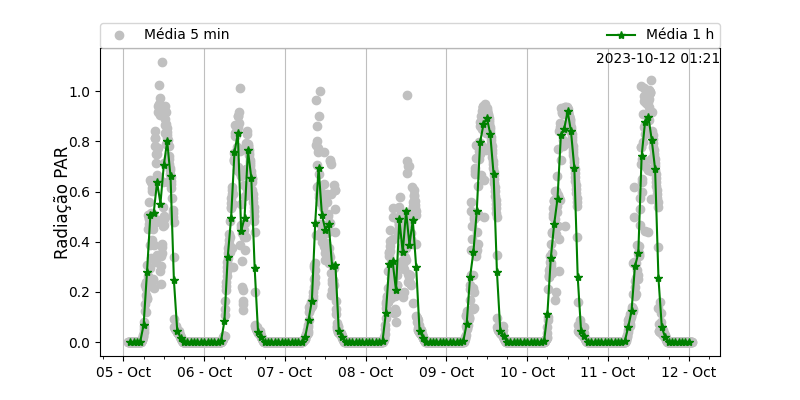 Média 5 min
Média 1 h
2023-10-12 01:21
Radiação PAR
1.0
0.8
0.6
0.4
0.2
0.0
05 - Oct
06 - Oct
07 - Oct
08 - Oct
09 - Oct
10 - Oct
11 - Oct
12 - Oct